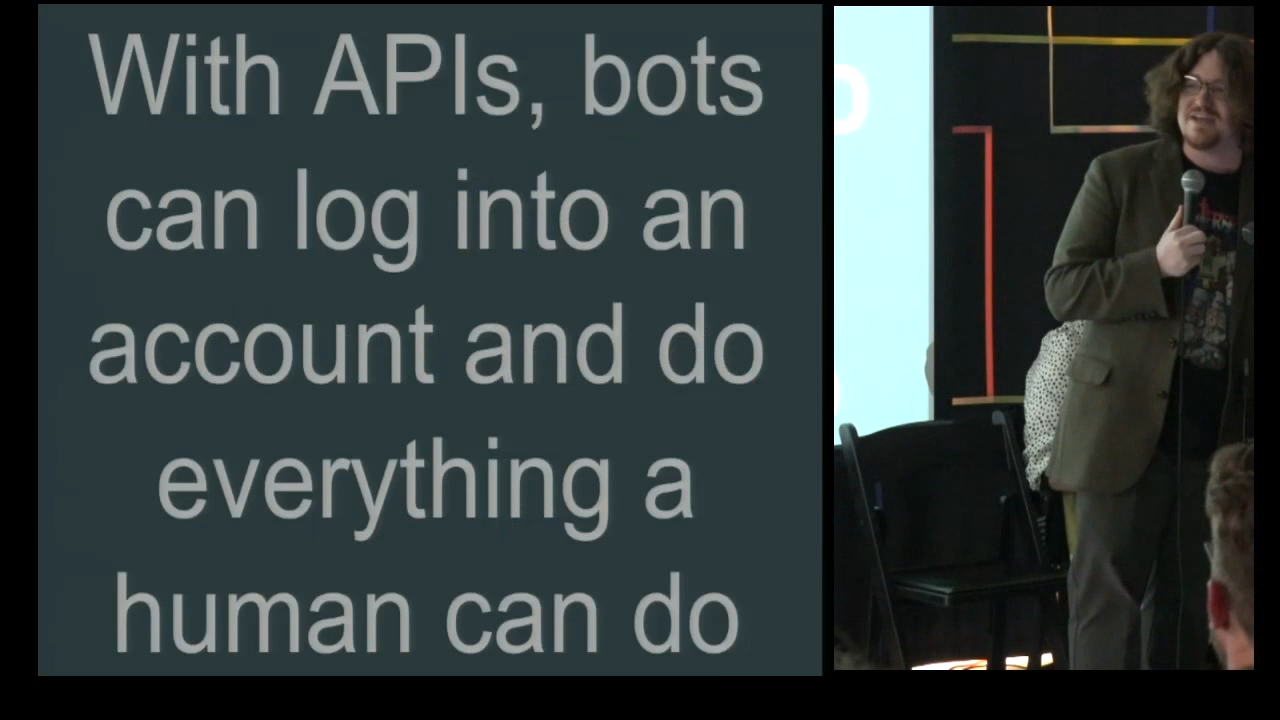 With APIs, bots
can log into an
account and do
everything a
human can do